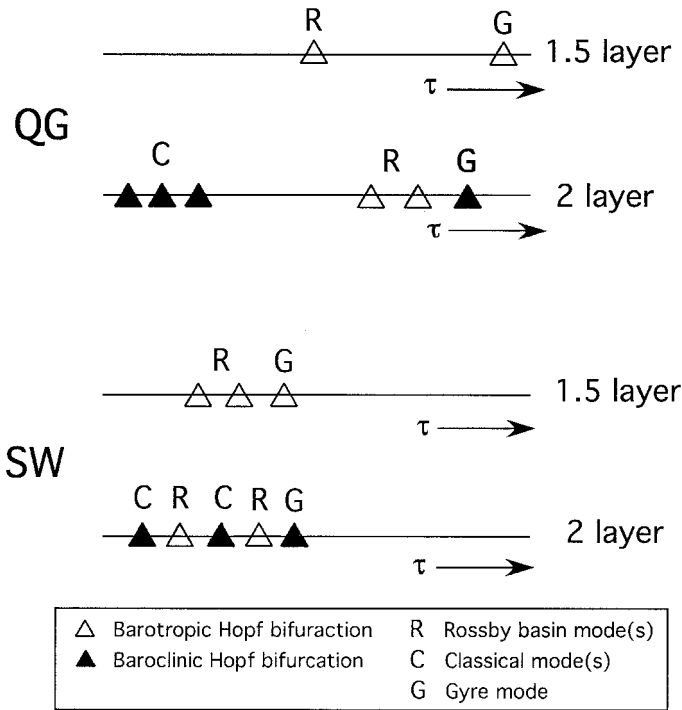 R G
1.5 layer
τ
QG
C R G
2 layer
τ
R G
1.5 layer
τ
SW
C R C R G
2 layer
τ
Barotropic Hopf bifuraction R Rossby basin mode(s)
Baroclinic Hopf bifurcation C Classical mode(s)
G Gyre mode